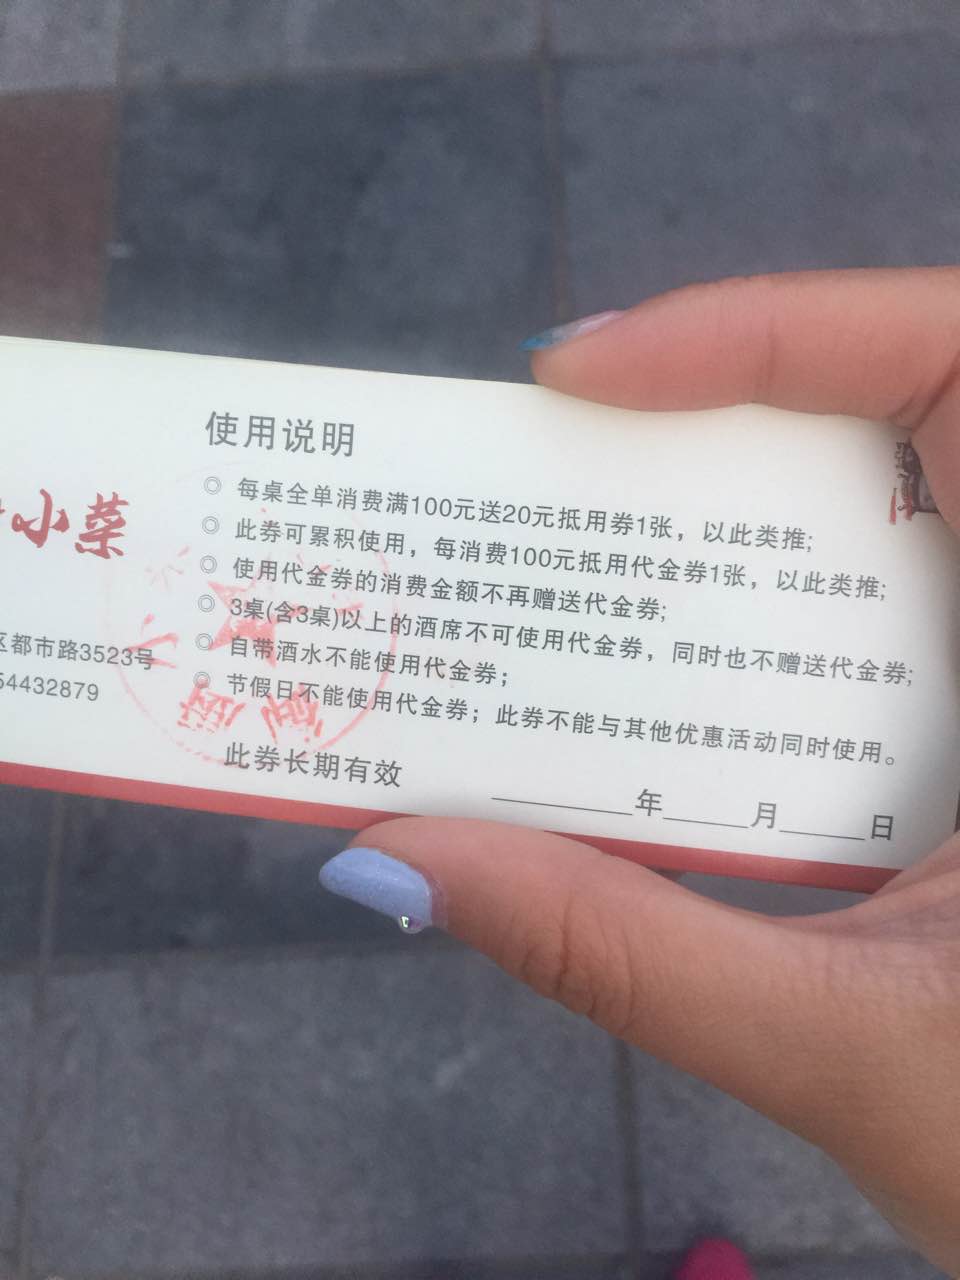 使用说明
◎ 每桌全单消费满100元送20元抵用券1张，以此类推;
◎ 此券可累积使用，每消费100元抵用代金券1张，以此类推;
◎ 使用代金券的消费金额不再赠送代金券;
◎ 3桌(含3桌)以上的酒席不可使用代金券，同时也不赠送代金券;
◎ 自带酒水不能使用代金券；
◎ 节假日不能使用代金券；此券不能与其他优惠活动同时使用。
此券长期有效
年 月 日
小菜
区都市路3523号
54432879